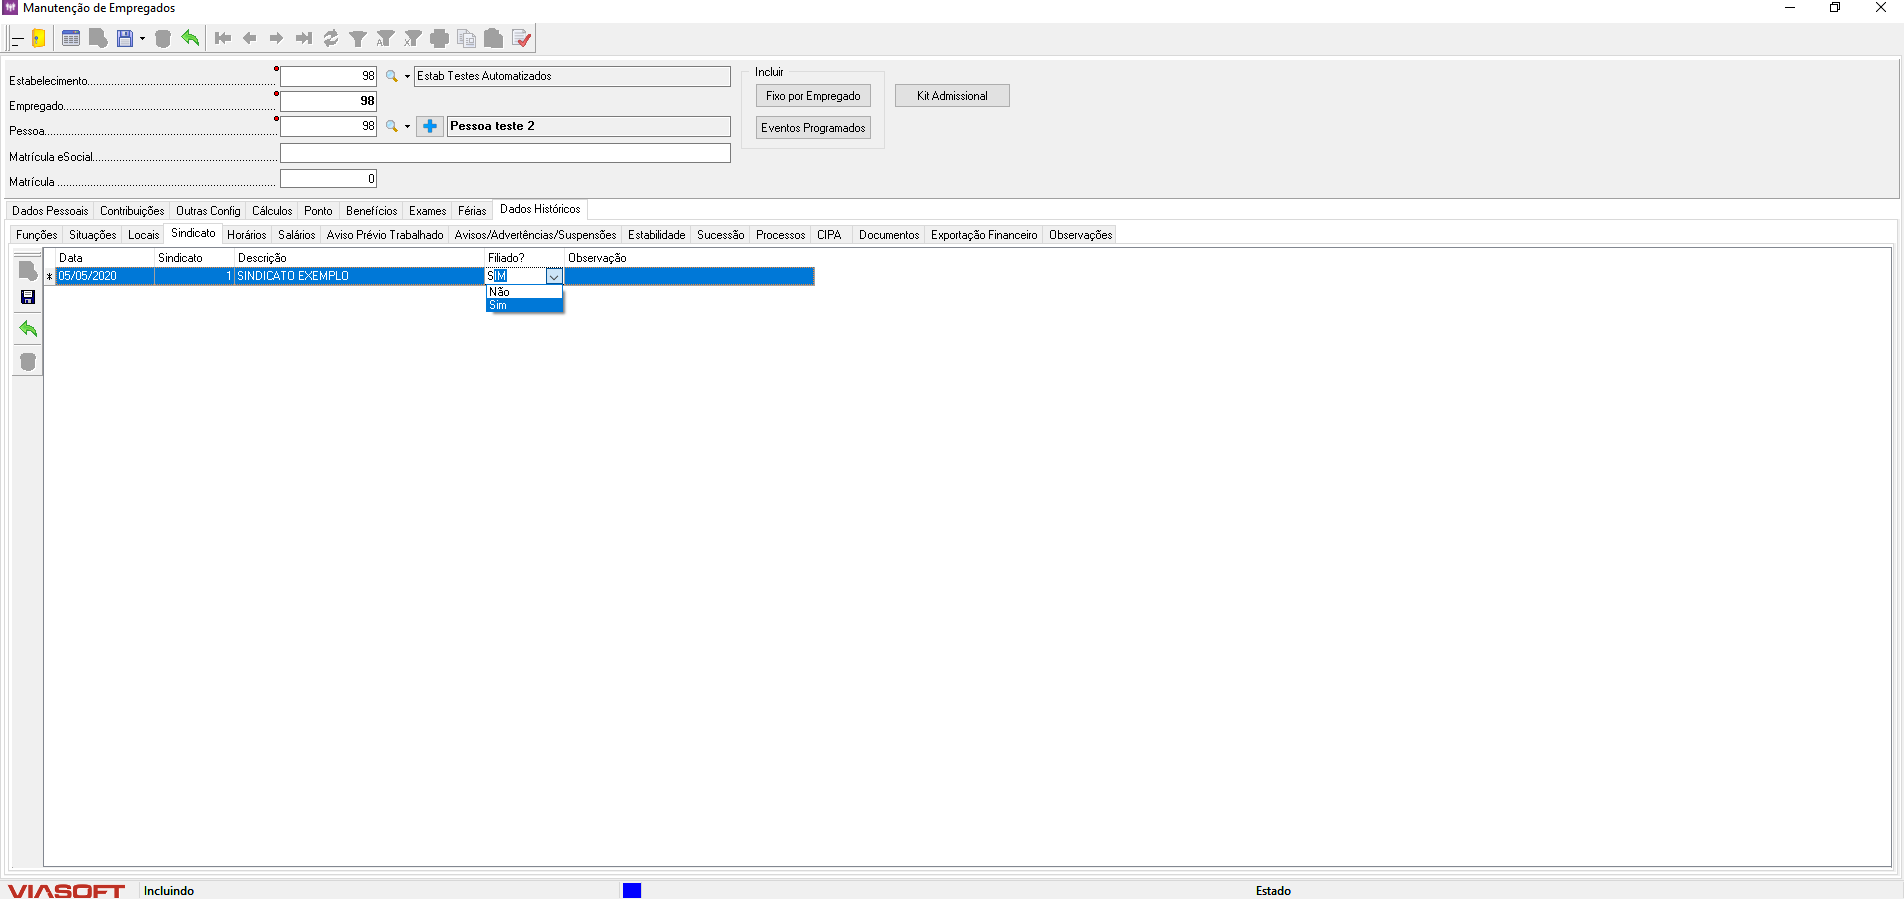 Manutenção de Empregados
Estabelecimento 98 Estab Testes Automatizados
Empregado 98
Pessoa 98 Pessoa teste 2
Matrícula eSocial
Matrícula 0
Incluir
Fixo por Empregado
Eventos Programados
Kit Admissional
Dados Pessoais Contribuições Outras Config Cálculos Ponto Benefícios Exames Férias Dados Históricos
Funções Situações Locais Sindicato Horários Salários Aviso Prévio Trabalhado Avisos/Advertências/Suspensões Estabilidade Sucessão Processos CIPA Documentos Exportação Financeiro Observações
Data Sindicato Descrição Filiado? Observação
05/05/2020 1 SINDICATO EXEMPLO SIM
Não
Sim
VIASOFT Incluindo Estado